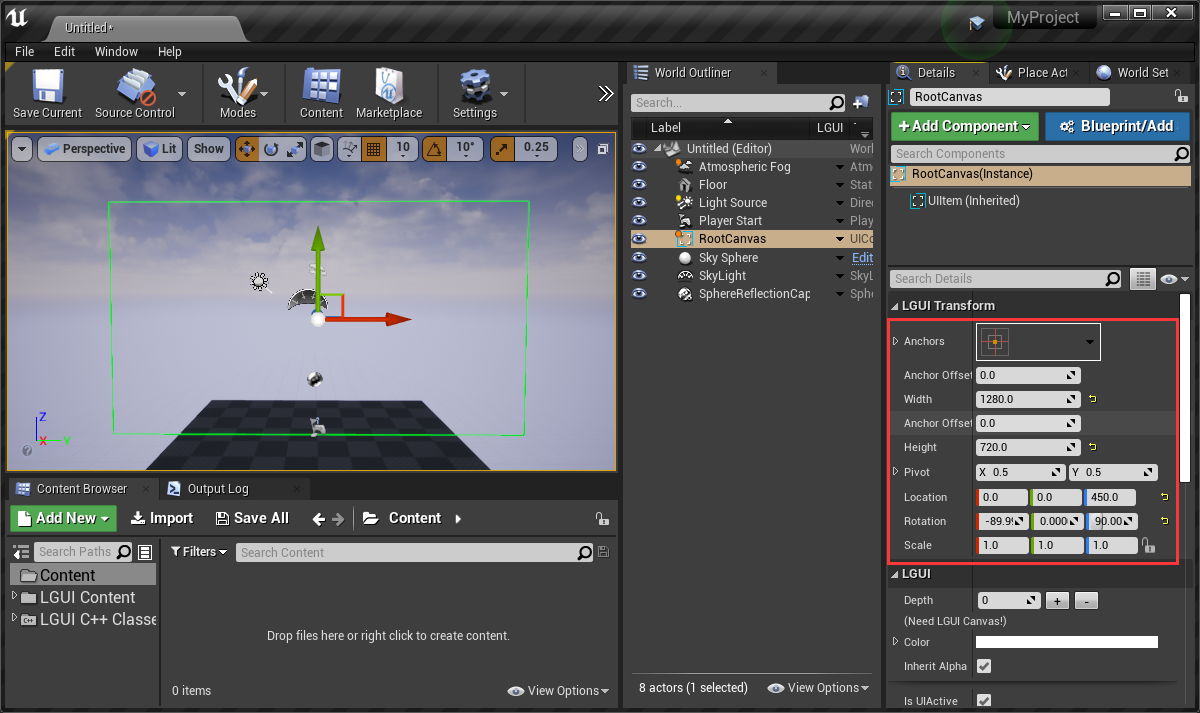 Untitled*
MyProject
File Edit Window Help
Save Current
Source Control
Modes
Content
Marketplace
Settings
Perspective
Lit
Show
10
10°
0.25
Z
X
Y
Content Browser
Output Log
Add New
Import
Save All
Content
Search Paths
Filters
Search Content
Content
LGUI Content
LGUI C++ Classe
Drop files here or right click to create content.
0 items
View Options
World Outliner
Search...
Label
LGUI
Untitled (Editor) Worl
Atmospheric Fog Atm
Floor Stat
Light Source Direc
Player Start Play
RootCanvas UICo
Sky Sphere Edit
SkyLight SkyL
SphereReflectionCap Sphe
8 actors (1 selected)
View Options
Details
Place Act
World Set
RootCanvas
+Add Component
Blueprint/Add
Search Components
RootCanvas(Instance)
UIItem (Inherited)
Search Details
LGUI Transform
Anchors
Anchor Offset 0.0
Width 1280.0
Anchor Offset 0.0
Height 720.0
Pivot X 0.5 Y 0.5
Location 0.0 0.0 450.0
Rotation -89.9 0.000 90.00
Scale 1.0 1.0 1.0
LGUI
Depth 0 + -
(Need LGUI Canvas!)
Color
Inherit Alpha
Is UIActive